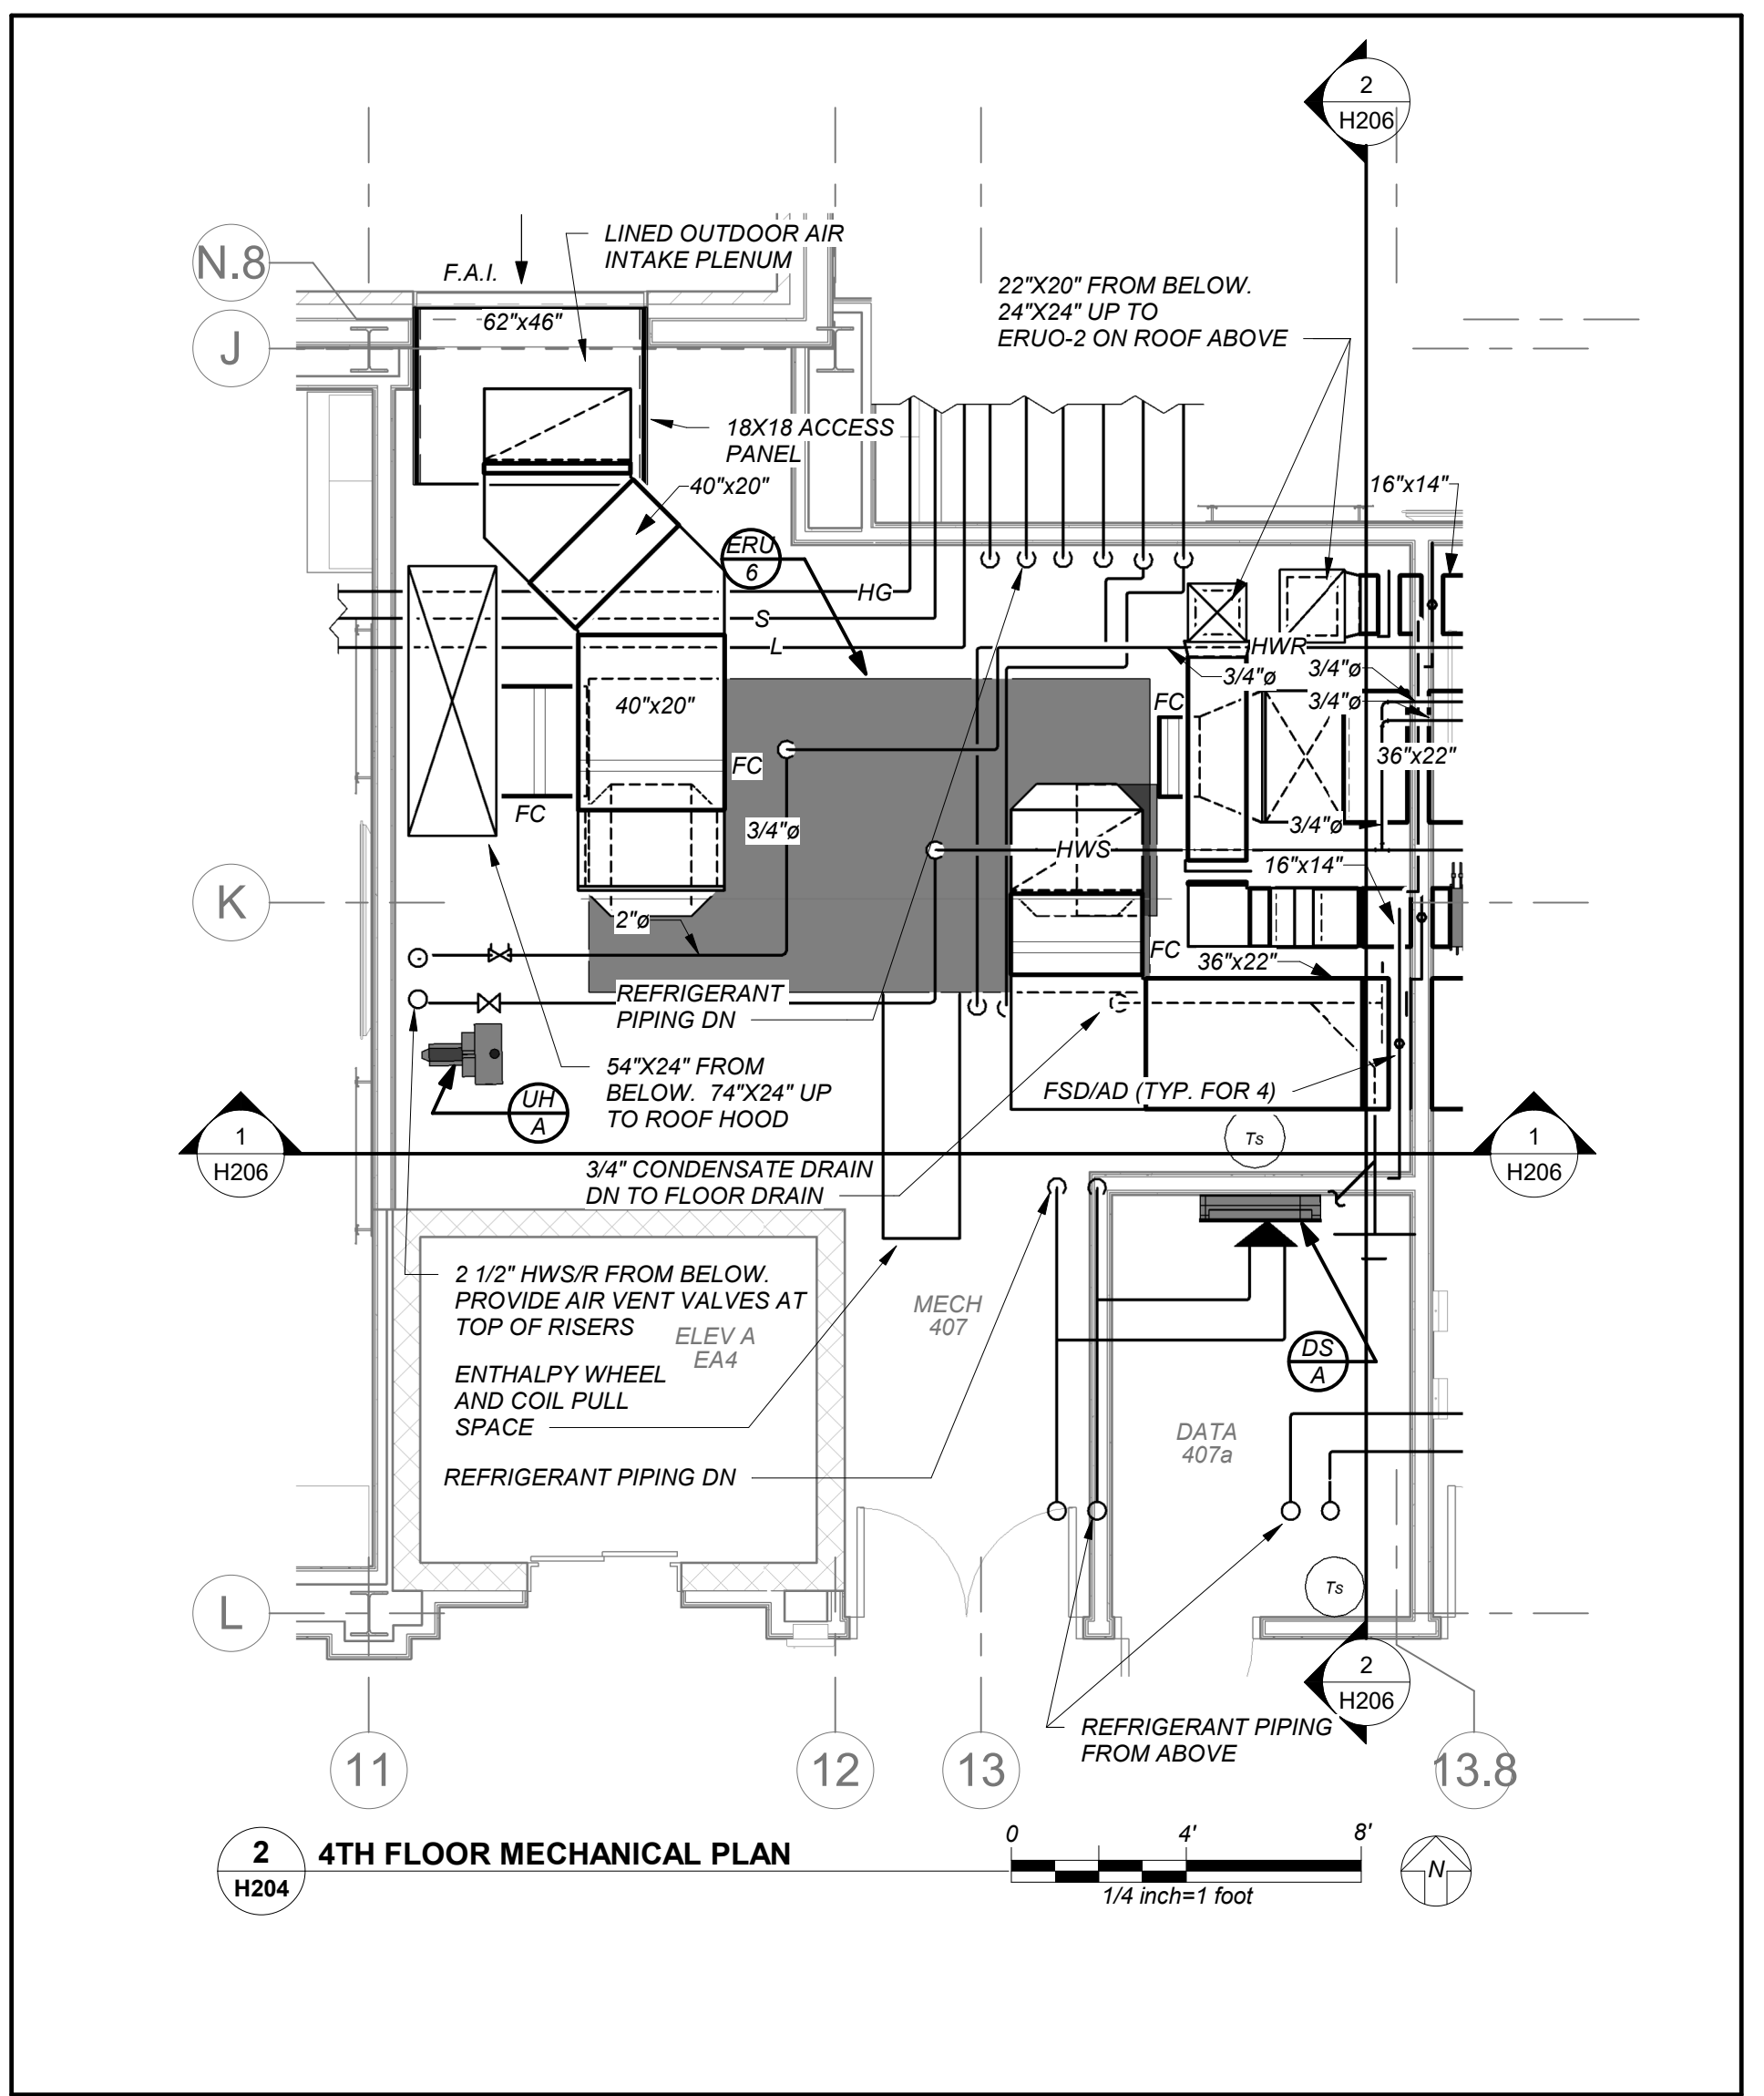 2
H206
N.8
J
F.A.I.
LINED OUTDOOR AIR
INTAKE PLENUM
62"x46"
22"X20" FROM BELOW.
24"X24" UP TO
ERUO-2 ON ROOF ABOVE
18X18 ACCESS
PANEL
40"x20"
16"x14"
ERU
6
HG
S
L
HWR
3/4"ø
3/4"ø
3/4"ø
40"x20"
FC
FC
FC
36"x22"
3/4"ø
3/4"ø
HWS
16"x14"
K
2"ø
FC
36"x22"
REFRIGERANT
PIPING DN
54"X24" FROM
BELOW.  74"X24" UP
TO ROOF HOOD
FSD/AD (TYP. FOR 4)
UH
A
1
H206
Ts
1
H206
3/4" CONDENSATE DRAIN
DN TO FLOOR DRAIN
2 1/2" HWS/R FROM BELOW.
PROVIDE AIR VENT VALVES AT
TOP OF RISERS
ELEV A
EA4
MECH
407
DS
A
ENTHALPY WHEEL
AND COIL PULL
SPACE
DATA
407a
REFRIGERANT PIPING DN
Ts
L
2
H206
REFRIGERANT PIPING
FROM ABOVE
11
12
13
13.8
2
H204
4TH FLOOR MECHANICAL PLAN
0
4'
8'
1/4 inch=1 foot
N